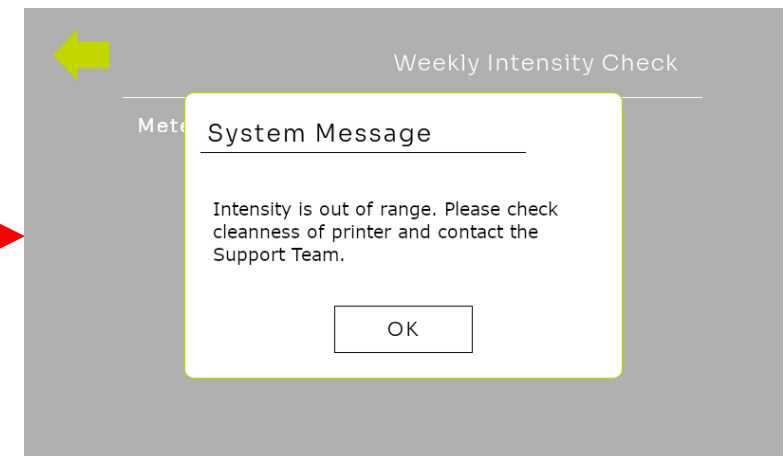 Weekly Intensity Check
System Message
Intensity is out of range. Please check
cleanness of printer and contact the
Support Team.
OK